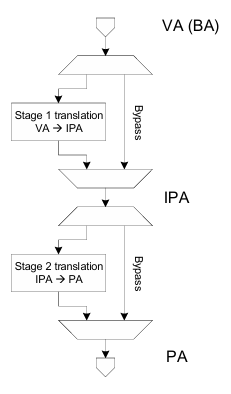 VA (BA)
Stage 1 translation
VA → IPA
Bypass
IPA
Stage 2 translation
IPA → PA
Bypass
PA